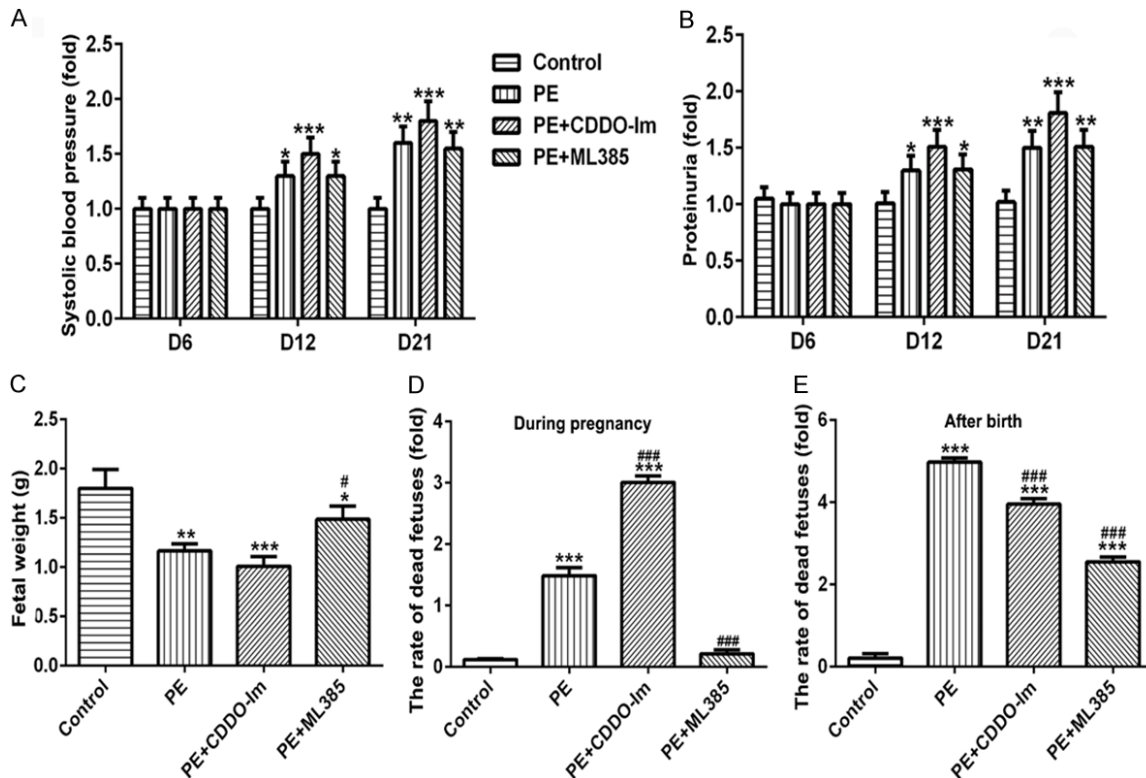 A
Systolic blood pressure (fold)
2.5
2.0
1.5
1.0
0.5
0.0
* *** *
** *** **
D6 D12 D21
Control
PE
PE+CDDO-Im
PE+ML385
B
Proteinuria (fold)
2.5
2.0
1.5
1.0
0.5
0.0
* *** *
** *** **
D6 D12 D21
C
Fetal weight (g)
2.5
2.0
1.5
1.0
0.5
0.0
**
***
#
*
Control PE PE+CDDO-Im PE+ML385
D
During pregnancy
The rate of dead fetuses (fold)
4
3
2
1
0
***
###
***
###
Control PE PE+CDDO-Im PE+ML385
E
After birth
The rate of dead fetuses (fold)
6
4
2
0
***
###
***
###
***
Control PE PE+CDDO-Im PE+ML385